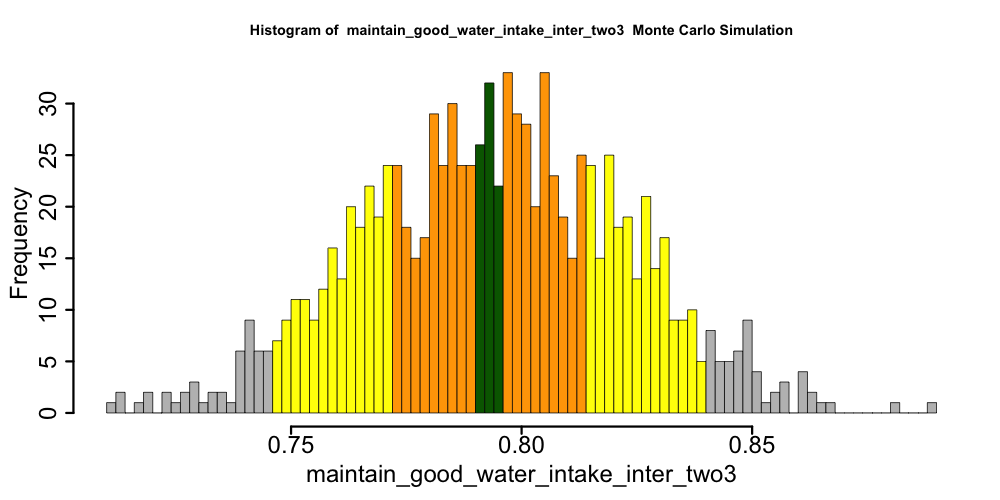 Histogram of  maintain_good_water_intake_inter_two3  Monte Carlo Simulation
Frequency
30
25
20
15
10
5
0
0.75 0.80 0.85
maintain_good_water_intake_inter_two3